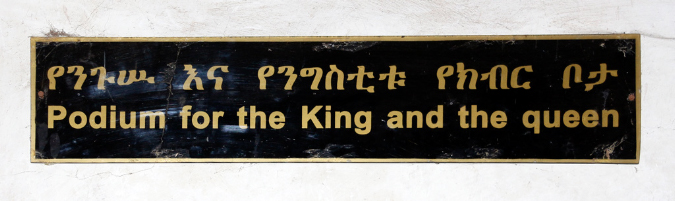 የንጉሡ እና የንግስቲቱ የክብር ቦታ
Podium for the King and the queen